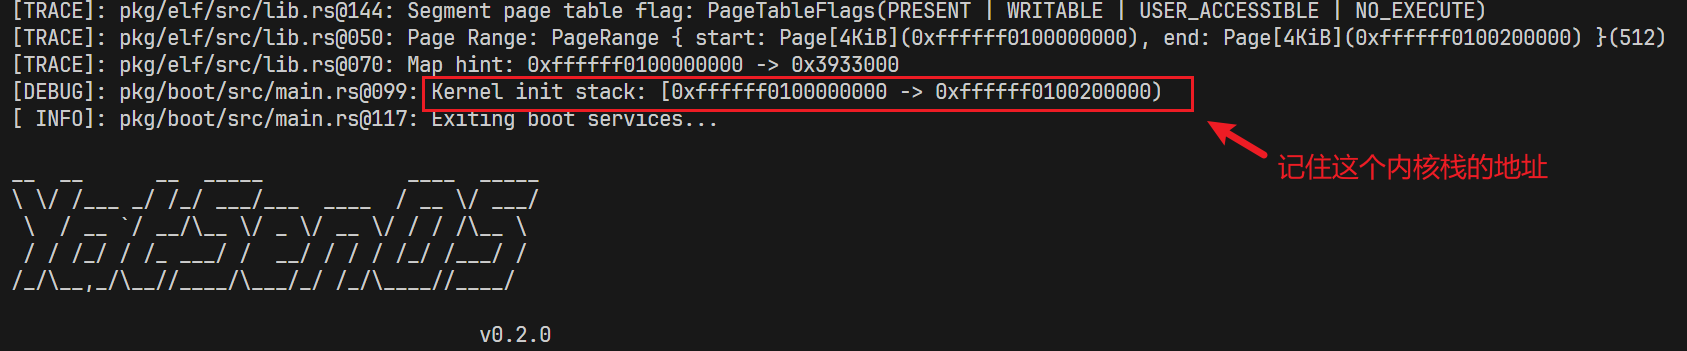 [TRACE]: pkg/elf/src/lib.rs@144: Segment page table flag: PageTableFlags(PRESENT | WRITABLE | USER_ACCESSIBLE | NO_EXECUTE)
[TRACE]: pkg/elf/src/lib.rs@050: Page Range: PageRange { start: Page[4KiB](0xffffff0100000000), end: Page[4KiB](0xffffff0100200000) }(512)
[TRACE]: pkg/elf/src/lib.rs@070: Map hint: 0xffffff0100000000 -> 0x3933000
[DEBUG]: pkg/boot/src/main.rs@099: Kernel init stack: [0xffffff0100000000 -> 0xffffff0100200000)
[ INFO]: pkg/boot/src/main.rs@117: Exiting boot services...
记住这个内核栈的地址
YatSenOS
v0.2.0